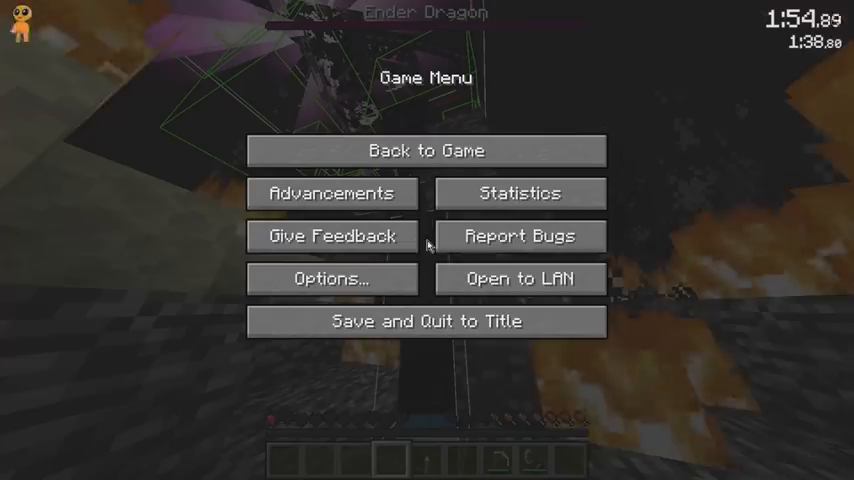 Ender Dragon
1:54.89
1:38.80
Game Menu
Back to Game
Advancements
Statistics
Give Feedback
Report Bugs
Options...
Open to LAN
Save and Quit to Title